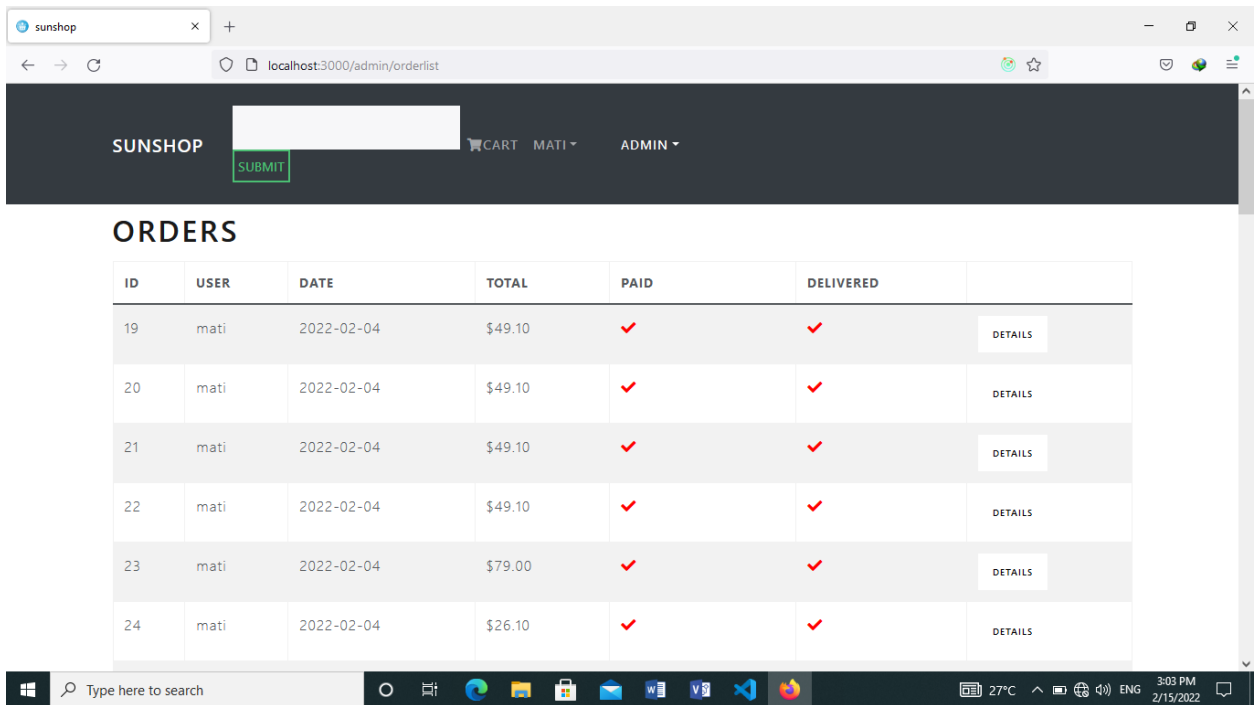 sunshop
localhost:3000/admin/orderlist
SUNSHOP CART MATI ADMIN
SUBMIT
ORDERS
ID USER DATE TOTAL PAID DELIVERED
19 mati 2022-02-04 $49.10 DETAILS
20 mati 2022-02-04 $49.10 DETAILS
21 mati 2022-02-04 $49.10 DETAILS
22 mati 2022-02-04 $49.10 DETAILS
23 mati 2022-02-04 $79.00 DETAILS
24 mati 2022-02-04 $26.10 DETAILS
Type here to search 27°C ENG 3:03 PM
2/15/2022